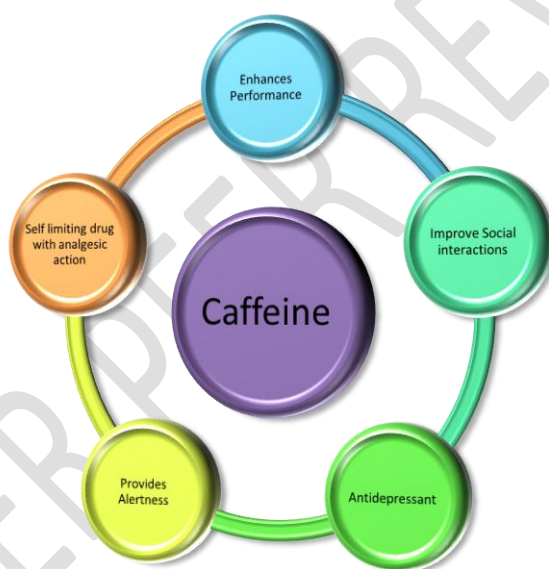 Enhances
Performance
Self limiting drug
with analgesic
action
Improve Social
interactions
Caffeine
Provides
Alertness
Antidepressant